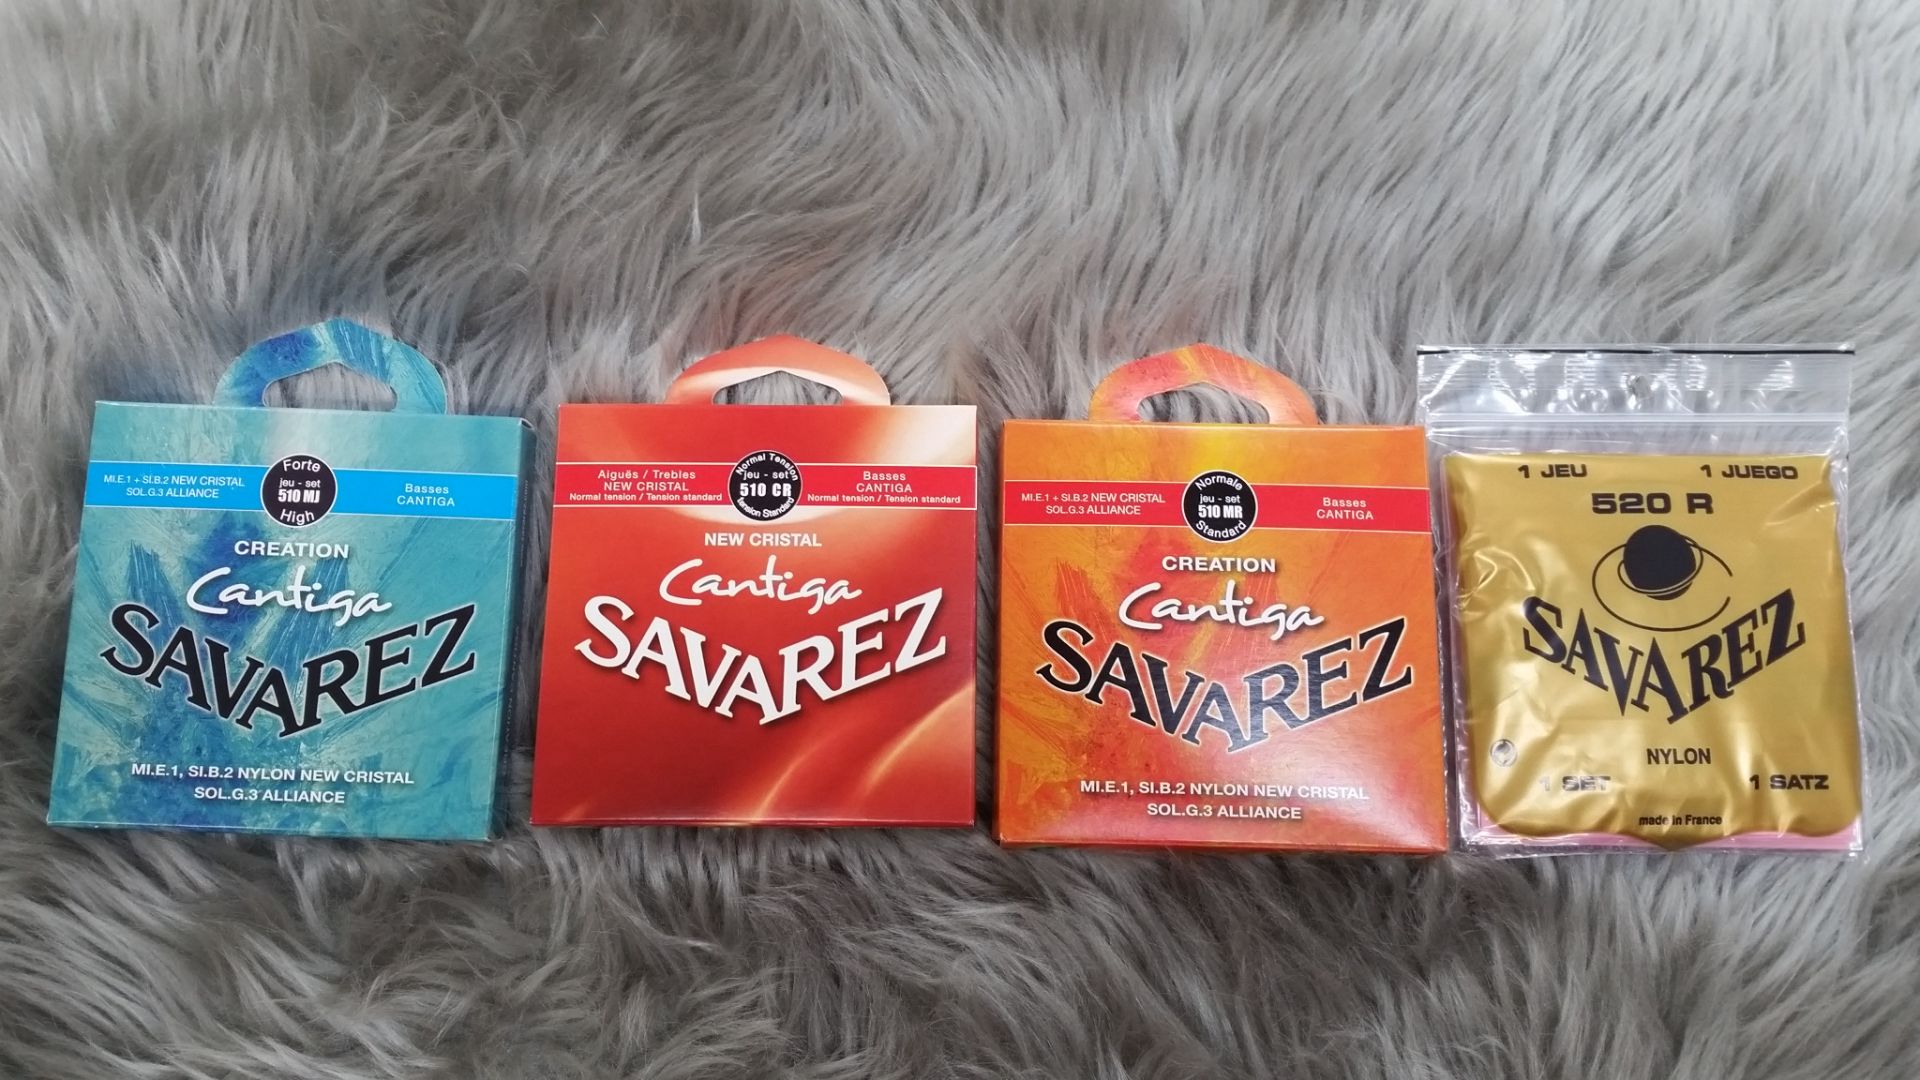 MI.E.1 + SI.B.2 NEW CRISTAL
SOL.G.3 ALLIANCE
Forte
jeu - set
510 MJ
High
Basses
CANTIGA
CREATION
Cantiga
SAVAREZ
MI.E.1, SI.B.2 NYLON NEW CRISTAL
SOL.G.3 ALLIANCE
Aiguës / Trebles
NEW CRISTAL
Normal tension / Tension standard
Normal Tension
jeu - set
510 CR
Tension Standard
Basses
CANTIGA
Normal tension / Tension standard
NEW CRISTAL
Cantiga
SAVAREZ
MI.E.1 + SI.B.2 NEW CRISTAL
SOL.G.3 ALLIANCE
Normale
jeu - set
510 MR
Standard
Basses
CANTIGA
CREATION
Cantiga
SAVAREZ
MI.E.1, SI.B.2 NYLON NEW CRISTAL
SOL.G.3 ALLIANCE
1 JEU 1 JUEGO
520 R
SAVAREZ
NYLON
1 SET 1 SATZ
made in France